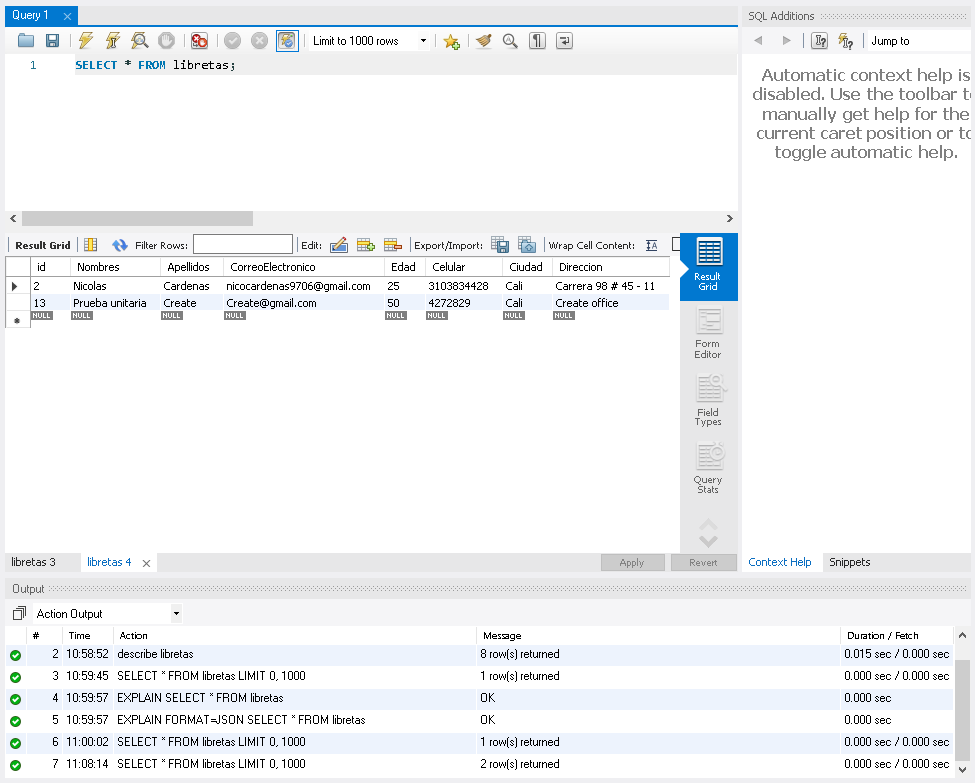 Query 1
SQL Additions
Limit to 1000 rows
Jump to
1 SELECT * FROM libretas;
Automatic context help is
disabled. Use the toolbar to
manually get help for the
current caret position or to
toggle automatic help.
Result Grid Filter Rows: Edit: Export/Import: Wrap Cell Content:
id Nombres Apellidos CorreoElectronico Edad Celular Ciudad Direccion
2 Nicolas Cardenas nicocardenas9706@gmail.com 25 3103834428 Cali Carrera 98 # 45 - 11
13 Prueba unitaria Create Create@gmail.com 50 4272829 Cali Create office
NULL NULL NULL NULL NULL NULL NULL NULL
Result
Grid
Form
Editor
Field
Types
Query
Stats
libretas 3 libretas 4 Apply Revert
Context Help Snippets
Output
Action Output
# Time Action Message Duration / Fetch
2 10:58:52 describe libretas 8 row(s) returned 0.015 sec / 0.000 sec
3 10:59:45 SELECT * FROM libretas LIMIT 0, 1000 1 row(s) returned 0.000 sec / 0.000 sec
4 10:59:57 EXPLAIN SELECT * FROM libretas OK 0.000 sec
5 10:59:57 EXPLAIN FORMAT=JSON SELECT * FROM libretas OK 0.000 sec
6 11:00:02 SELECT * FROM libretas LIMIT 0, 1000 1 row(s) returned 0.000 sec / 0.000 sec
7 11:08:14 SELECT * FROM libretas LIMIT 0, 1000 2 row(s) returned 0.000 sec / 0.000 sec